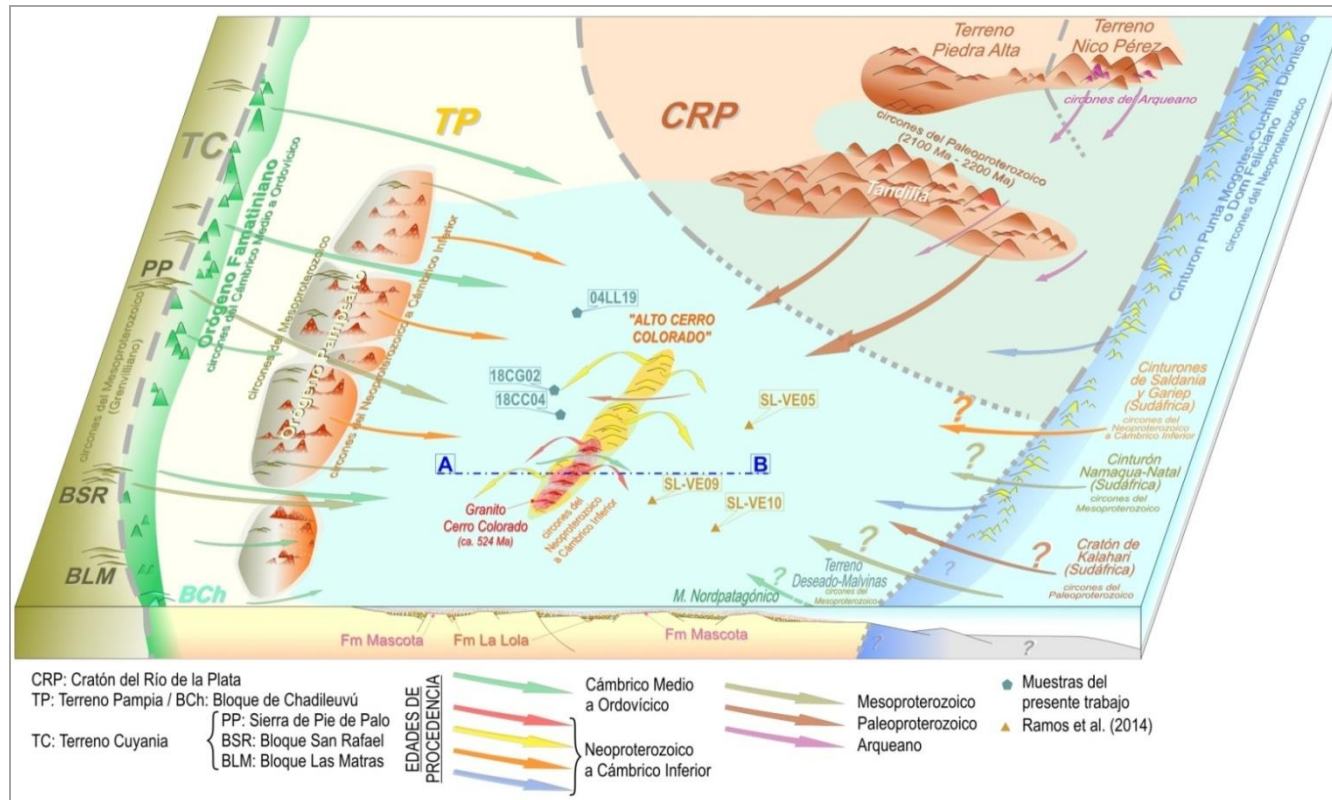 Terreno
Piedra Alta
Terreno
Nico Pérez
circones del Arqueano
TP
CRP
circones del Paleoproterozoico
(2100 Ma - 2200 Ma)
Tandilia
Cinturon Punta Mogotes-Cuchilla Dionisio
o Dom Feliciano
circones del Neoproterozoico
TC
Orógeno Famatiniano
circones del Cámbrico Medio a Ordovícico
PP
circones del Mesoproterozoico
(Grenvilliano)
circones del Mesoproterozoico
Orógeno Pampeano
circones del Neoproterozoico a Cámbrico Inferior
04LL19
"ALTO CERRO
COLORADO"
18CG02
18CC04
SL-VE05
A
B
SL-VE09
SL-VE10
Granito
Cerro Colorado
(ca. 524 Ma)
circones del
Neoproterozoico
a Cámbrico Inferior
?
Cinturones
de Saldania
y Gariep
(Sudáfrica)
circones del
Neoproterozoico
a Cámbrico Inferior
?
Cinturón
Namaqua-Natal
(Sudáfrica)
circones del
Mesoproterozoico
?
Cratón de
Kalahari
(Sudáfrica)
circones del
Paleoproterozoico
BSR
BLM
BCh
?
?
?
Terreno
Deseado-Malvinas
circones del
Mesoproterozoico
M. Nordpatagónico
Fm Mascota
Fm La Lola
Fm Mascota
?
?
CRP: Cratón del Río de la Plata
TP: Terreno Pampia / BCh: Bloque de Chadileuvú
TC: Terreno Cuyania
PP: Sierra de Pie de Palo
BSR: Bloque San Rafael
BLM: Bloque Las Matras
EDADES DE
PROCEDENCIA
Cámbrico Medio
a Ordovícico
Neoproterozoico
a Cámbrico Inferior
Mesoproterozoico
Paleoproterozoico
Arqueano
Muestras del
presente trabajo
Ramos et al. (2014)